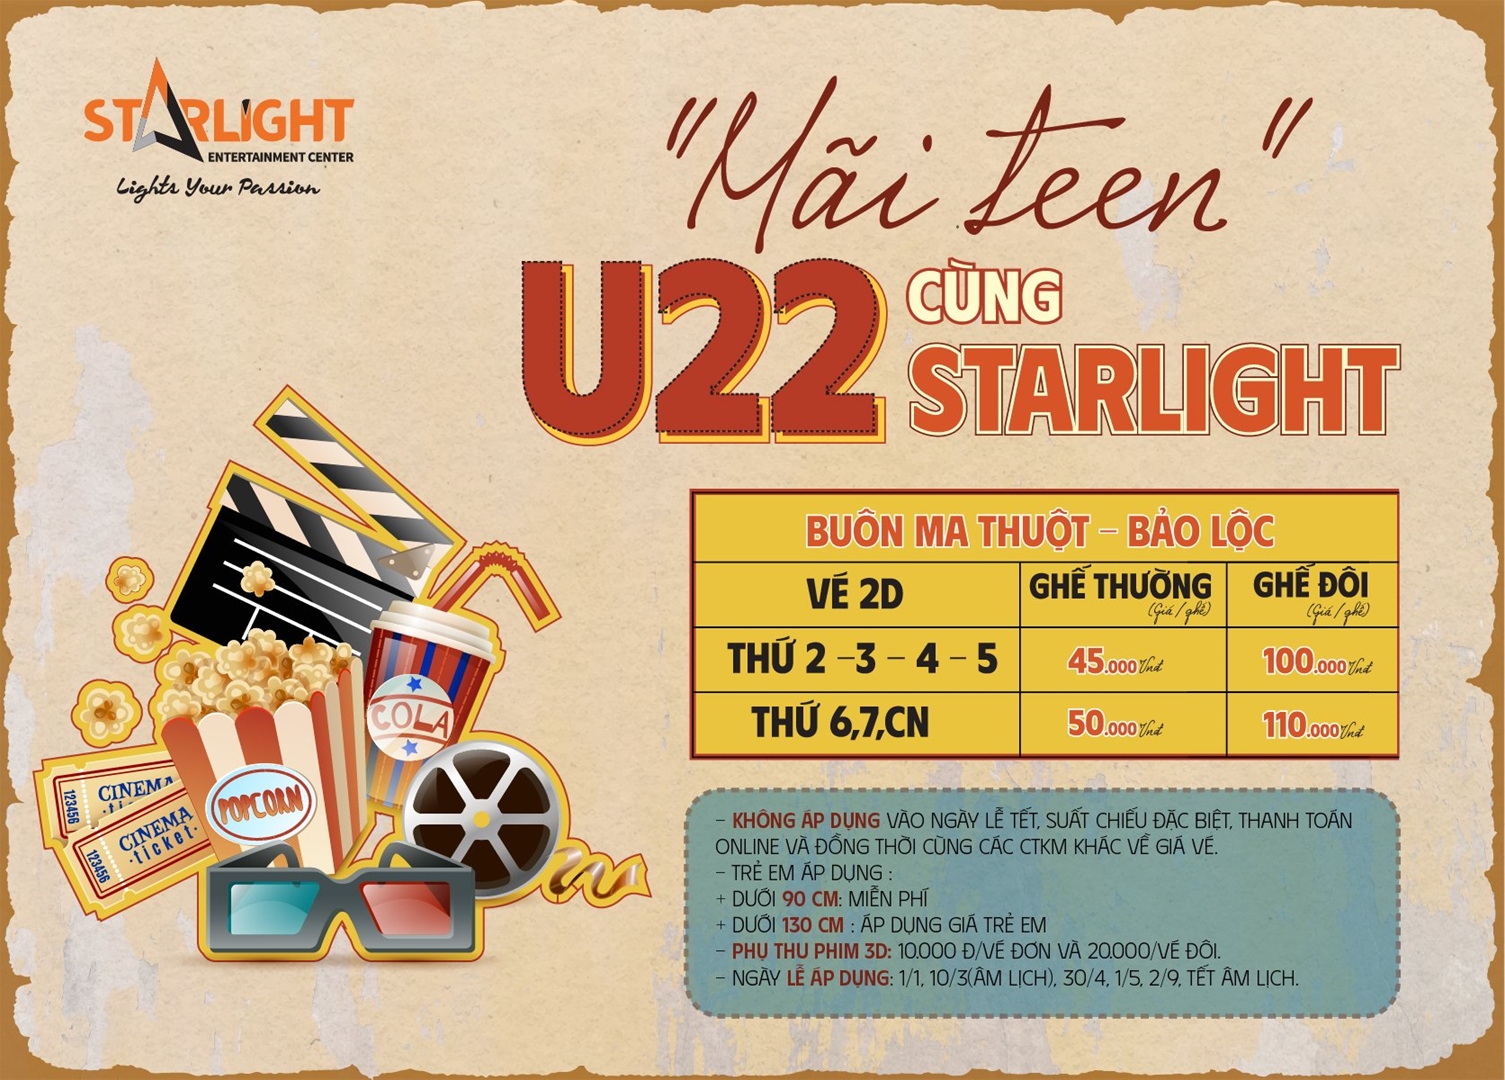 STARLIGHT
ENTERTAINMENT CENTER
Lights Your Passion
"Mãi teen"
U22 CÙNG
STARLIGHT
BUÔN MA THUỘT – BẢO LỘC
VÉ 2D GHẾ THƯỜNG (Giá / ghế) GHẾ ĐÔI (Giá / ghế)
THỨ 2 – 3 – 4 – 5 45.000 Vnđ 100.000 Vnđ
THỨ 6,7,CN 50.000 Vnđ 110.000 Vnđ
– KHÔNG ÁP DỤNG VÀO NGÀY LỄ TẾT, SUẤT CHIẾU ĐẶC BIỆT, THANH TOÁN
ONLINE VÀ ĐỒNG THỜI CÙNG CÁC CTKM KHÁC VỀ GIÁ VÉ.
– TRẺ EM ÁP DỤNG :
+ DƯỚI 90 CM: MIỄN PHÍ
+ DƯỚI 130 CM : ÁP DỤNG GIÁ TRẺ EM
– PHỤ THU PHIM 3D: 10.000 Đ/VÉ ĐƠN VÀ 20.000/VÉ ĐÔI.
– NGÀY LỄ ÁP DỤNG: 1/1, 10/3(ÂM LỊCH), 30/4, 1/5, 2/9, TẾT ÂM LỊCH.
COLA
POPCORN
123456 CINEMA
123456 CINEMA
·ticket·